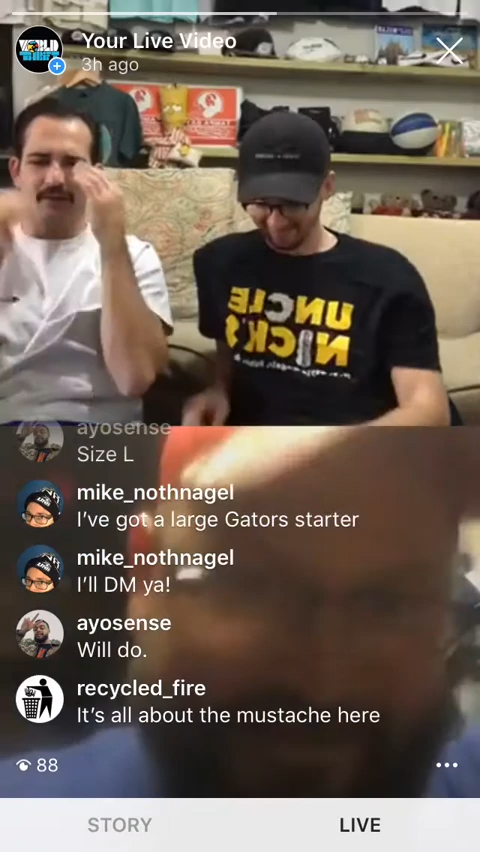 WORLD
Your Live Video
3h ago
UNCLE
NICK'S
ayosense
Size L
mike_nothnagel
I've got a large Gators starter
mike_nothnagel
I'll DM ya!
ayosense
Will do.
recycled_fire
It's all about the mustache here
88
STORY
LIVE